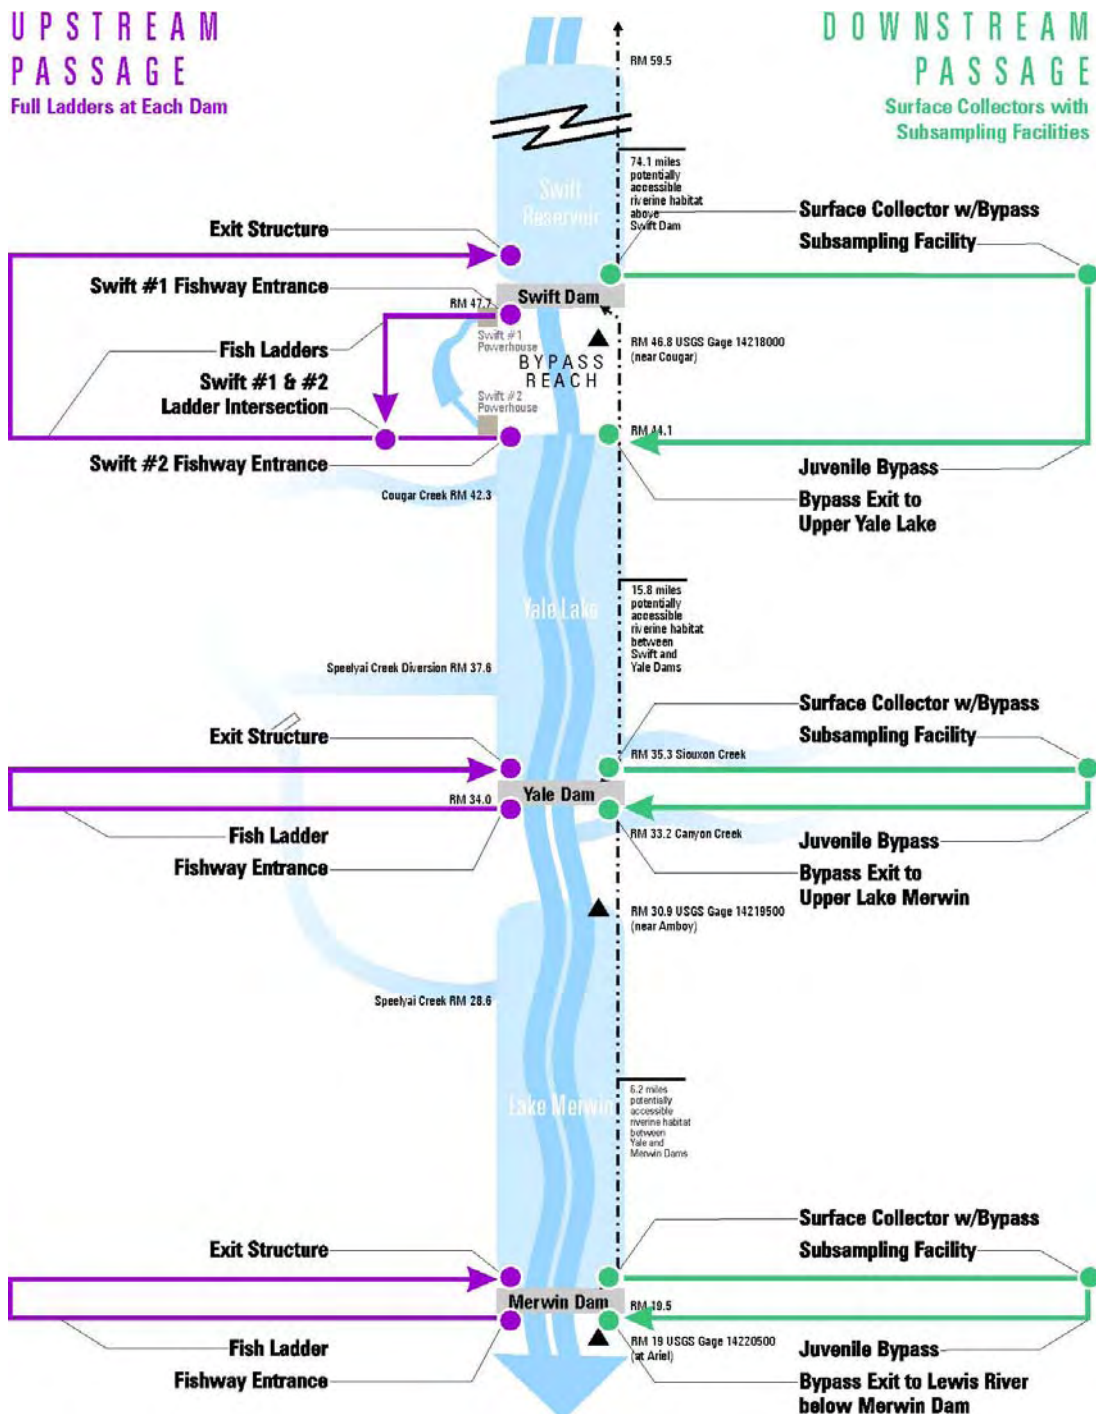 UPSTREAM
PASSAGE
Full Ladders at Each Dam
DOWNSTREAM
PASSAGE
Surface Collectors with
Subsampling Facilities
RM 59.5
74.1 miles
potentially
accessible
riverine habitat
above
Swift Dam
Swift
Reservoir
Exit Structure
Surface Collector w/Bypass
Subsampling Facility
Swift #1 Fishway Entrance
RM 47.7
Swift Dam
Swift #1
Powerhouse
RM 46.8 USGS Gage 14218000
(near Cougar)
Fish Ladders
BYPASS
REACH
Swift #1 & #2
Ladder Intersection
Swift #2
Powerhouse
RM 44.1
Swift #2 Fishway Entrance
Juvenile Bypass
Cougar Creek RM 42.3
Bypass Exit to
Upper Yale Lake
15.8 miles
potentially
accessible
riverine habitat
between
Swift and
Yale Dams
Yale Lake
Speelyai Creek Diversion RM 37.6
Surface Collector w/Bypass
Exit Structure
Subsampling Facility
RM 35.3 Siouxon Creek
Yale Dam
RM 34.0
Fish Ladder
RM 33.2 Canyon Creek
Juvenile Bypass
Fishway Entrance
Bypass Exit to
Upper Lake Merwin
RM 30.9 USGS Gage 14219500
(near Amboy)
Speelyai Creek RM 28.6
6.2 miles
potentially
accessible
riverine habitat
between
Yale and
Merwin Dams
Lake Merwin
Surface Collector w/Bypass
Exit Structure
Subsampling Facility
Merwin Dam
RM 19.5
Fish Ladder
RM 19 USGS Gage 14220500
(at Ariel)
Juvenile Bypass
Fishway Entrance
Bypass Exit to Lewis River
below Merwin Dam